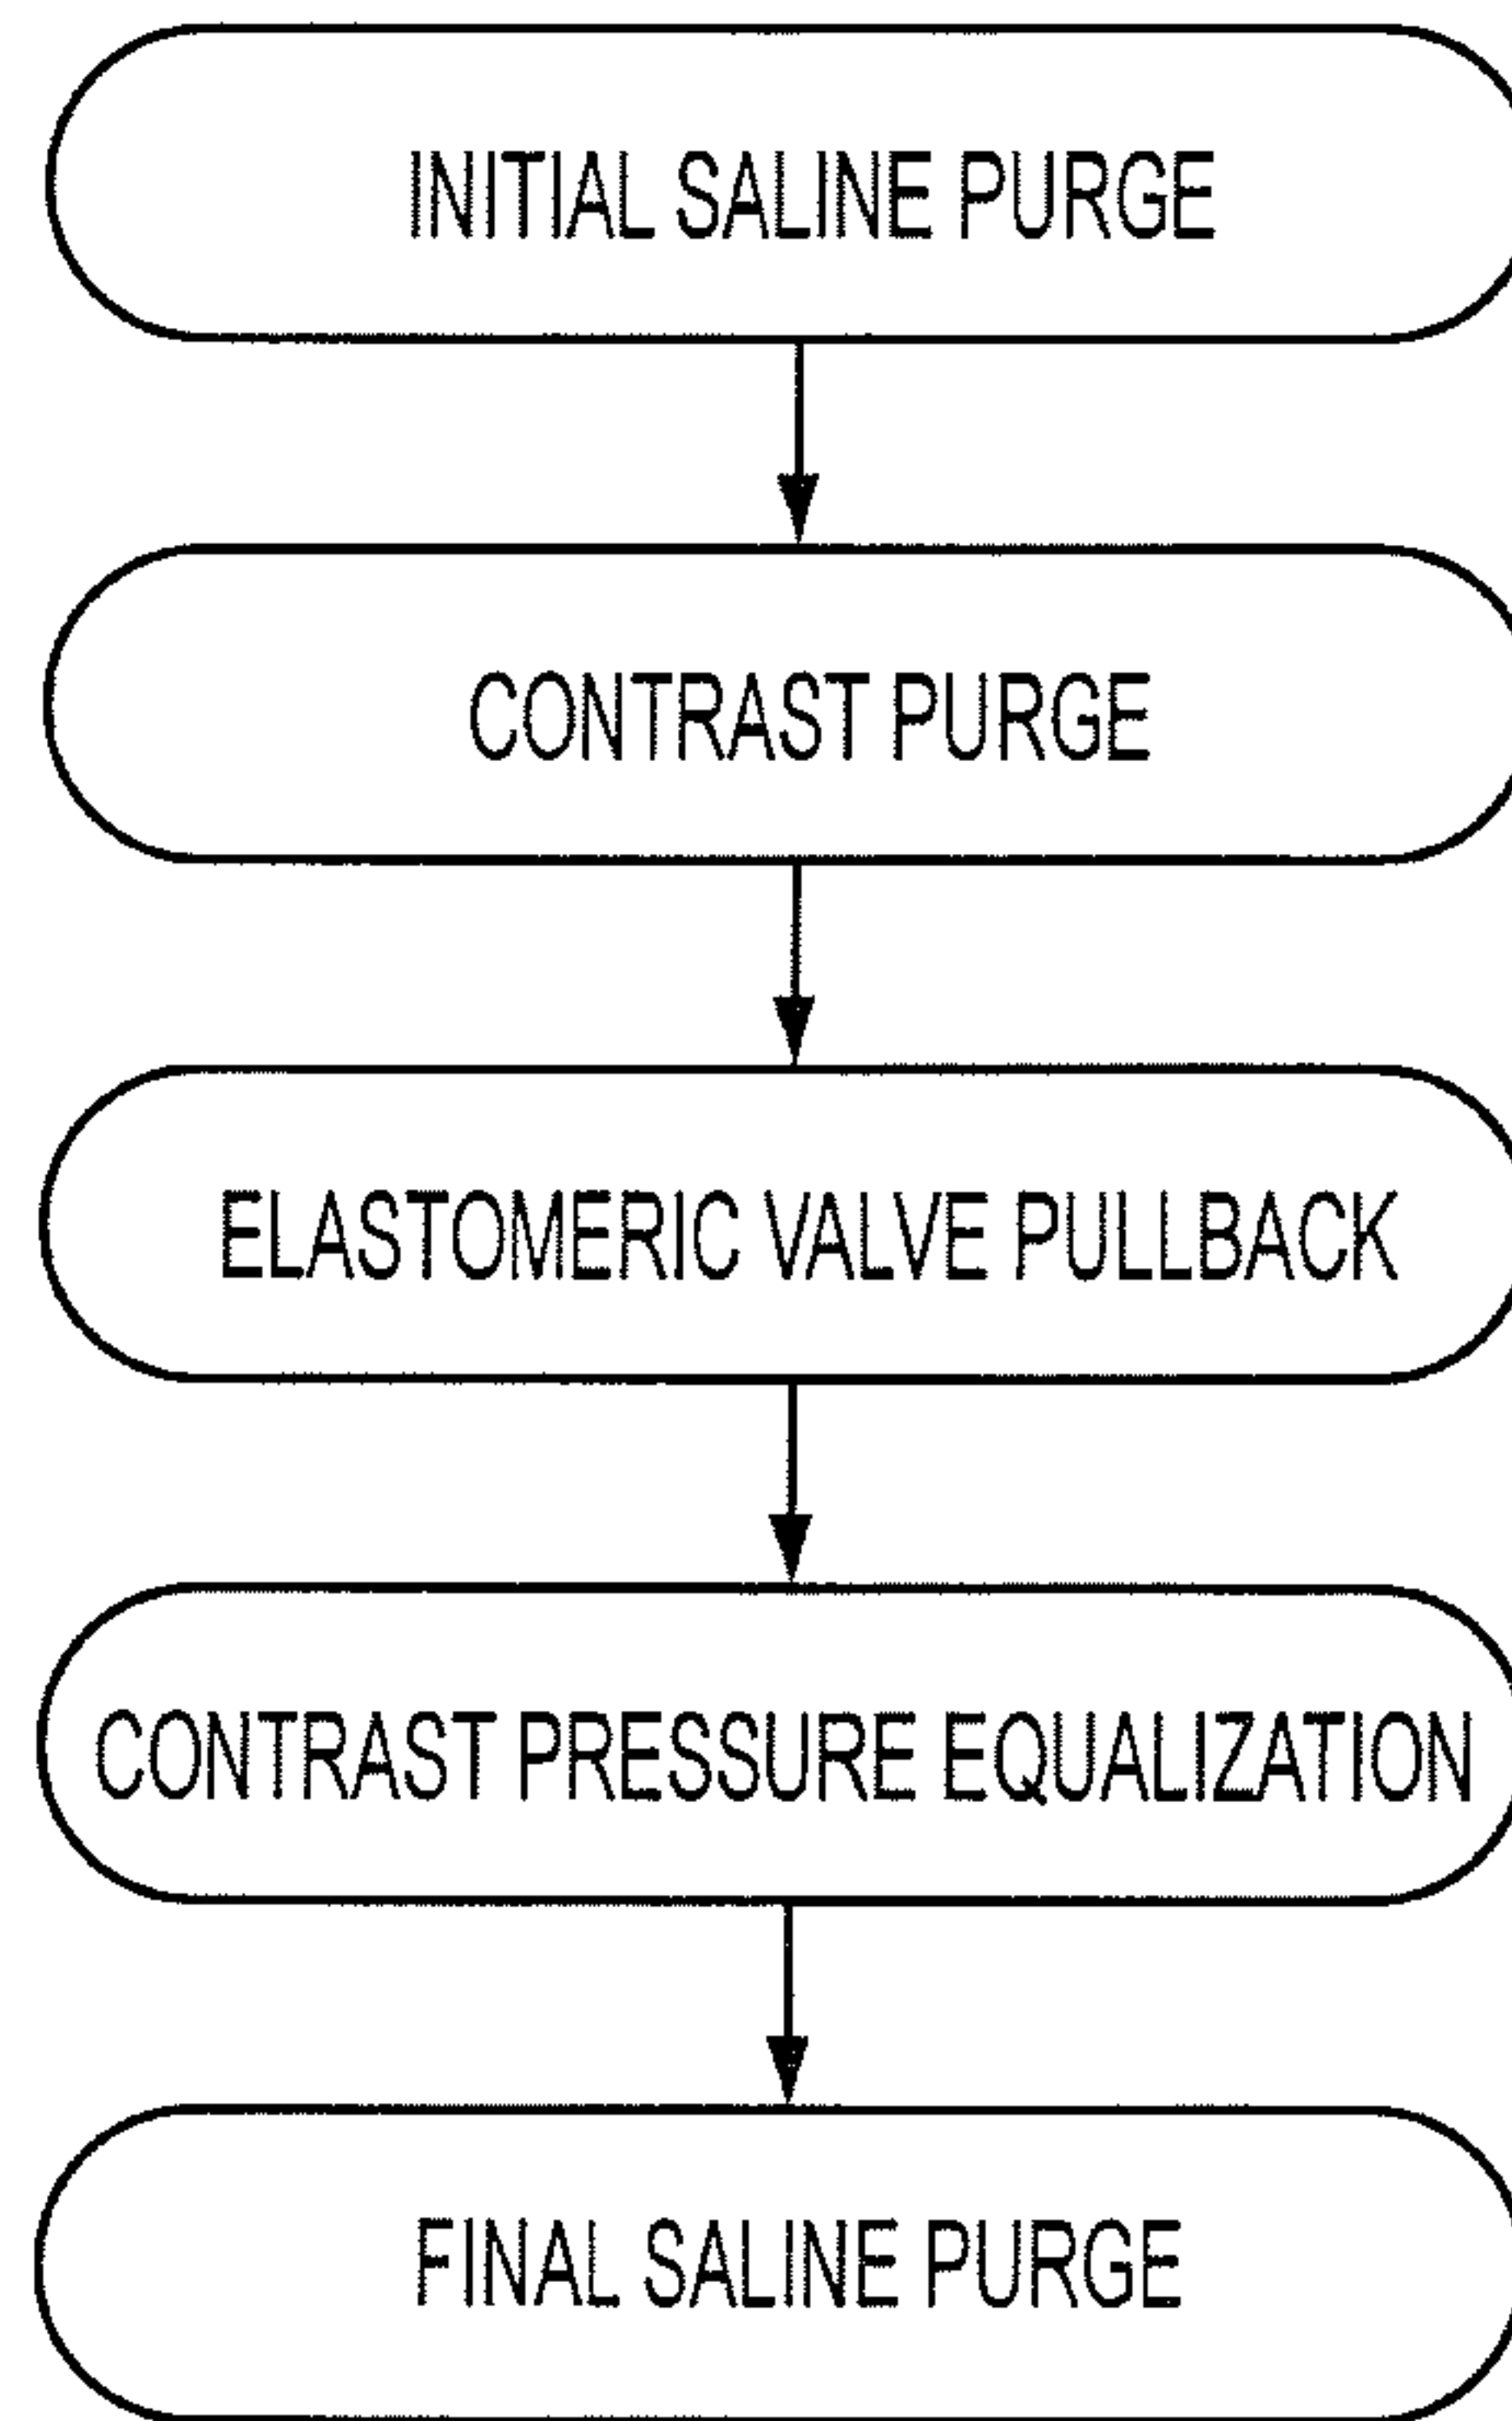 INITIAL SALINE PURGE
CONTRAST PURGE
ELASTOMERIC VALVE PULLBACK
CONTRAST PRESSURE EQUALIZATION
FINAL SALINE PURGE